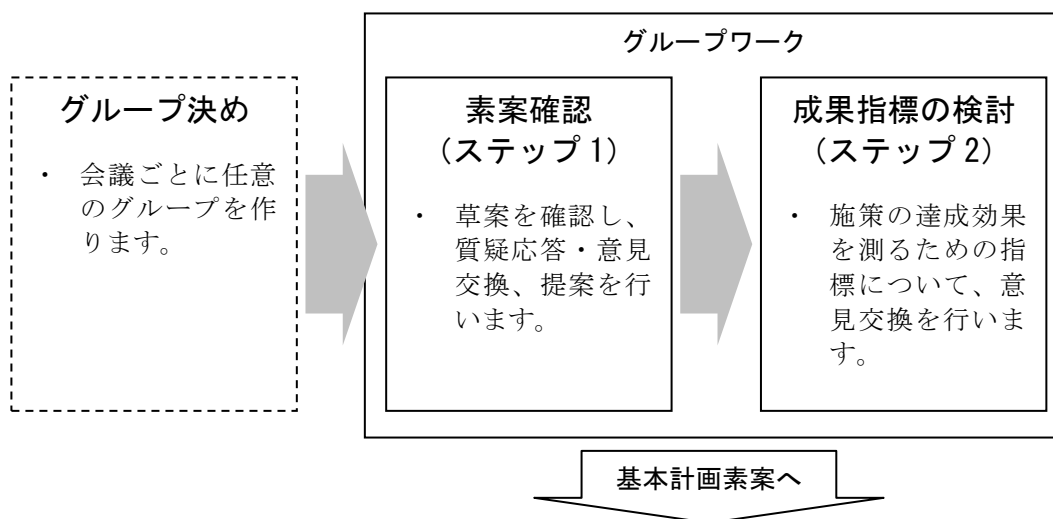 グループワーク
グループ決め
・ 会議ごとに任意
のグループを作
ります。
素案確認
（ステップ 1）
・ 草案を確認し、
質疑応答・意見
交換、提案を行
います。
成果指標の検討
（ステップ 2）
・ 施策の達成効果
を測るための指
標について、意
見交換を行いま
す。
基本計画素案へ